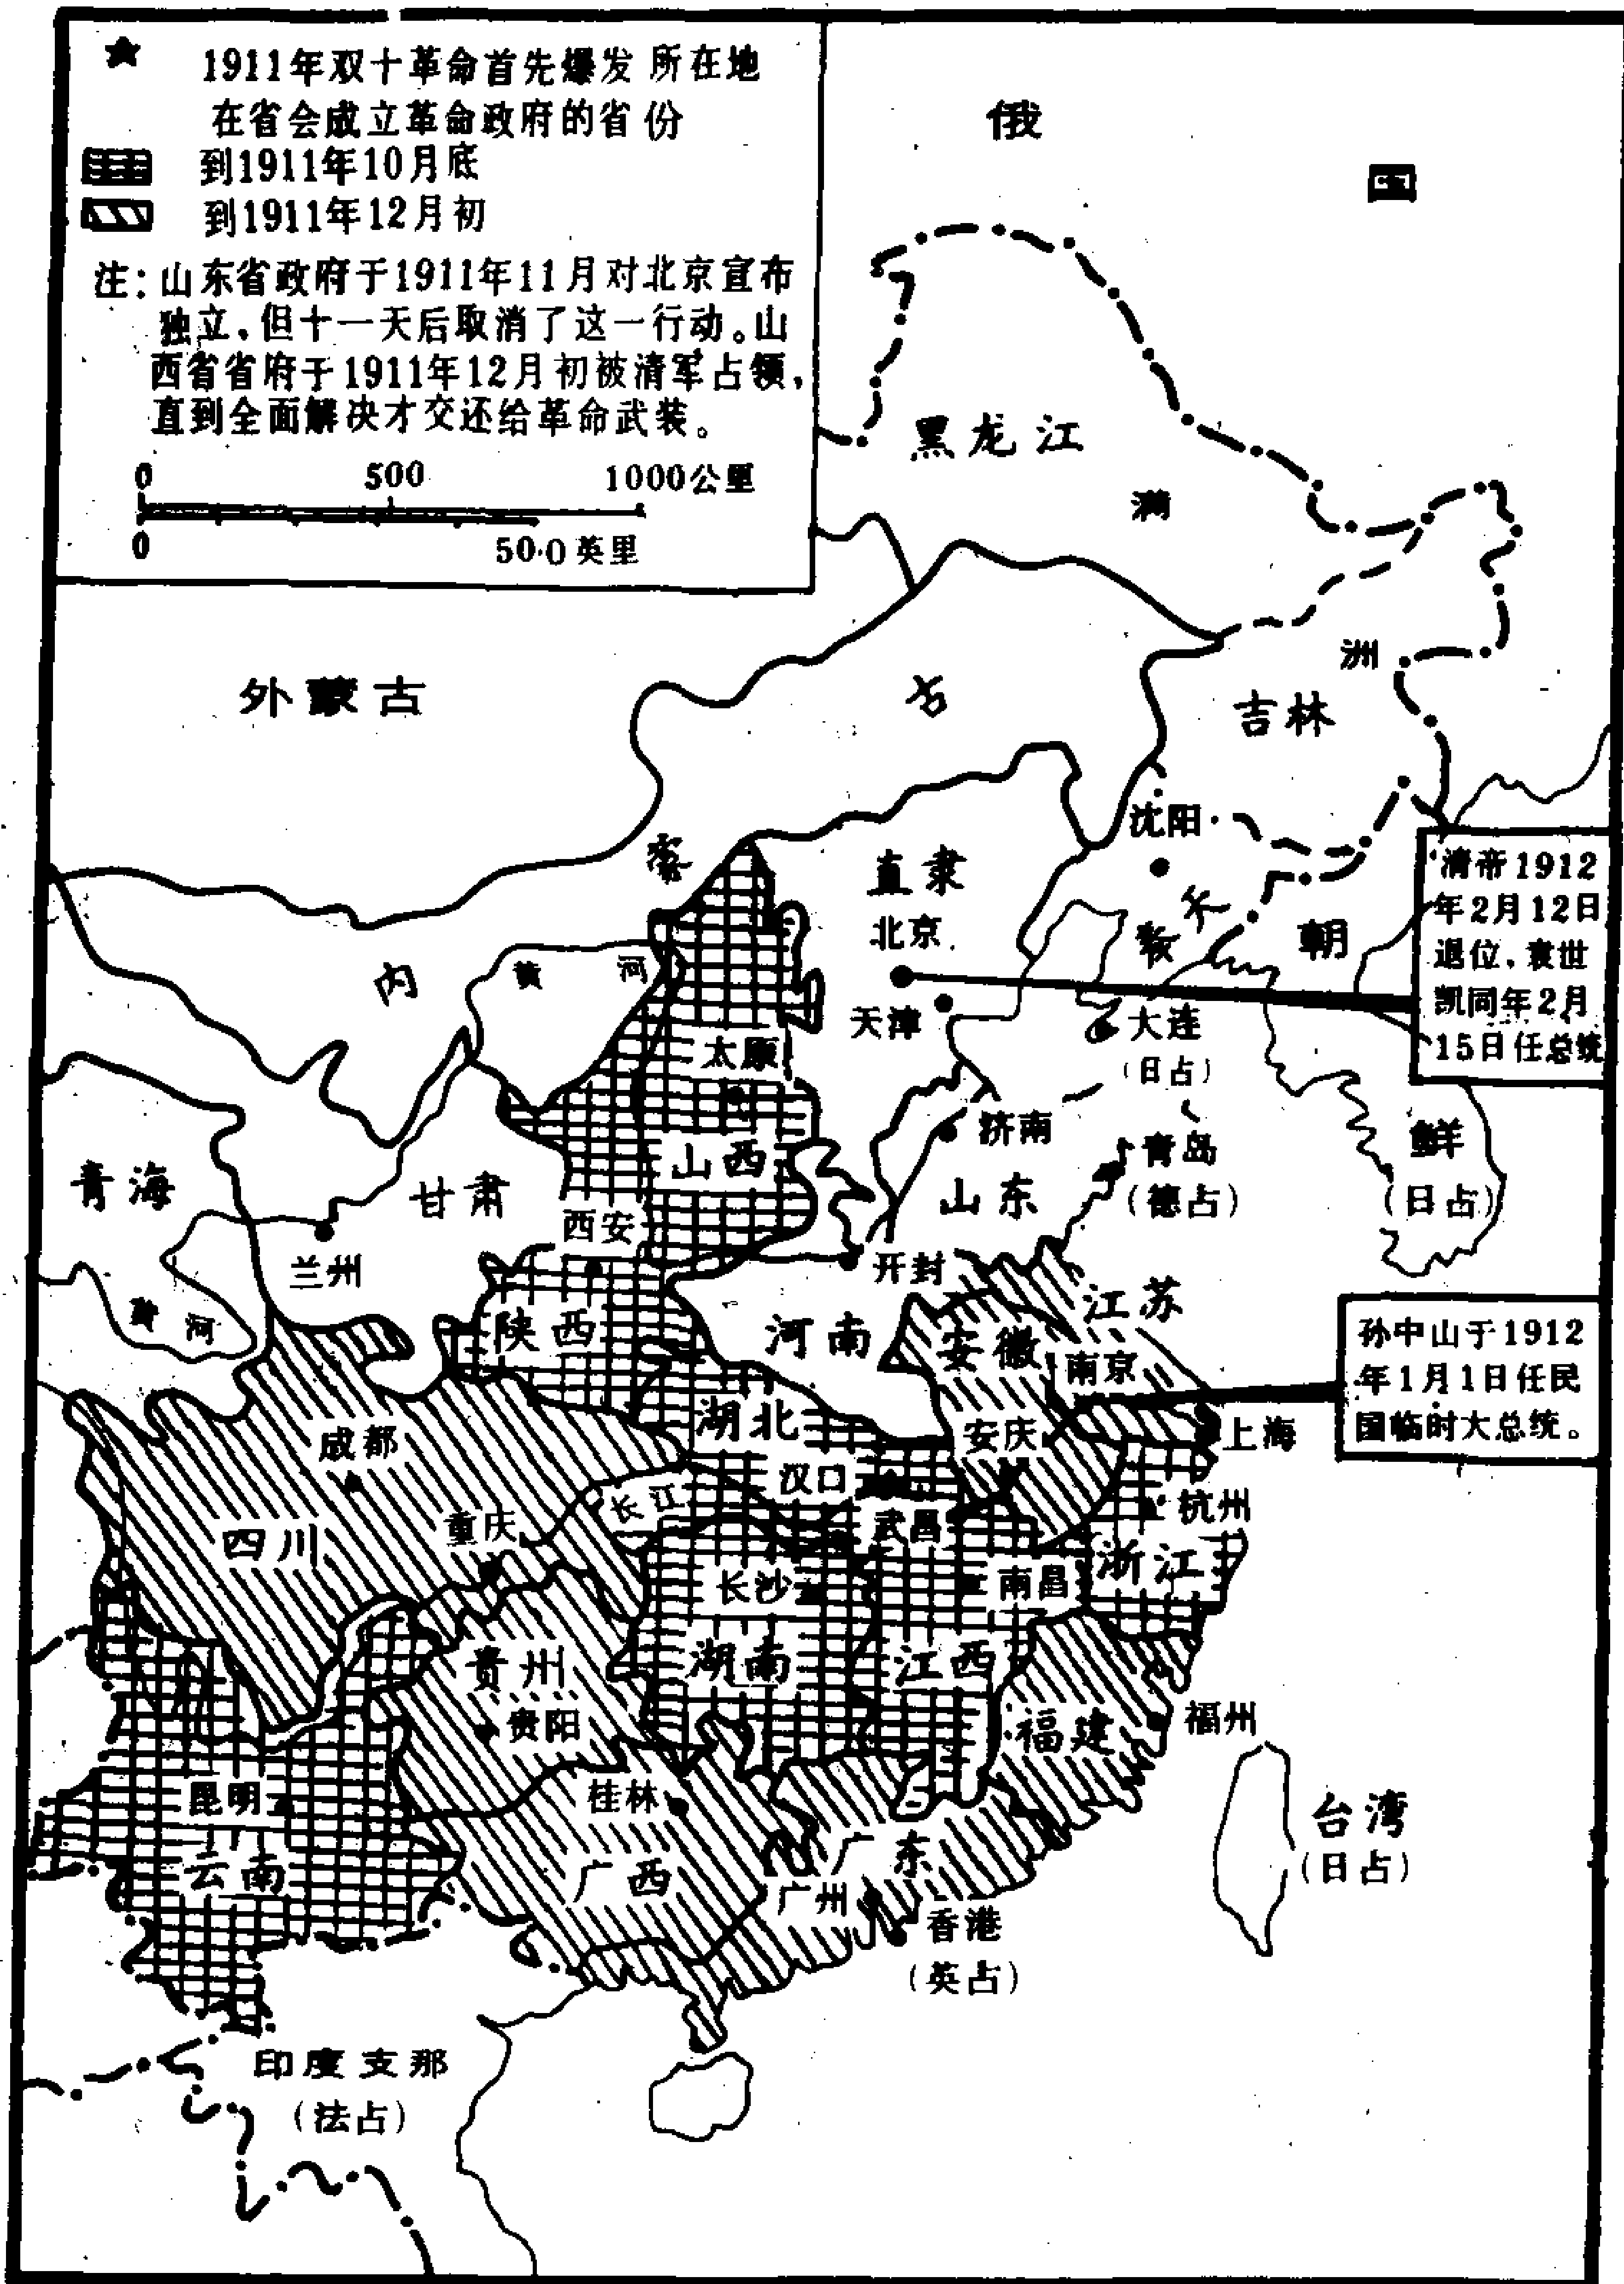 1911年双十革命首先爆发所在地
在省会成立革命政府的省份
到1911年10月底
到1911年12月初
注：山东省政府于1911年11月对北京宣布
独立，但十一天后取消了这一行动。山
西省省府于1911年12月初被清军占领，
直到全面解决才交还给革命武装。
0 500 1000公里
0 500英里
俄
国
黑龙江
满
洲
外蒙古
古
吉林
沈阳
蒙
直隶
北京
奉天
朝
清帝1912
年2月12日
退位，袁世
凯同年2月
15日任总统
内
黄河
天津
大连
(日占)
太原
济南
青岛
(德占)
鲜
(日占)
青海
甘肃
山西
山东
西安
兰州
开封
黄河
陕西
河南
安徽
江苏
南京
孙中山于1912
年1月1日任民
国临时大总统。
湖北
成都
安庆
上海
汉口
长江
重庆
武昌
杭州
四川
长沙
南昌
浙江
贵州
湖南
江西
贵阳
福建
福州
昆明
桂林
台湾
(日占)
云南
广西
广东
广州
香港
(英占)
印度支那
(法占)